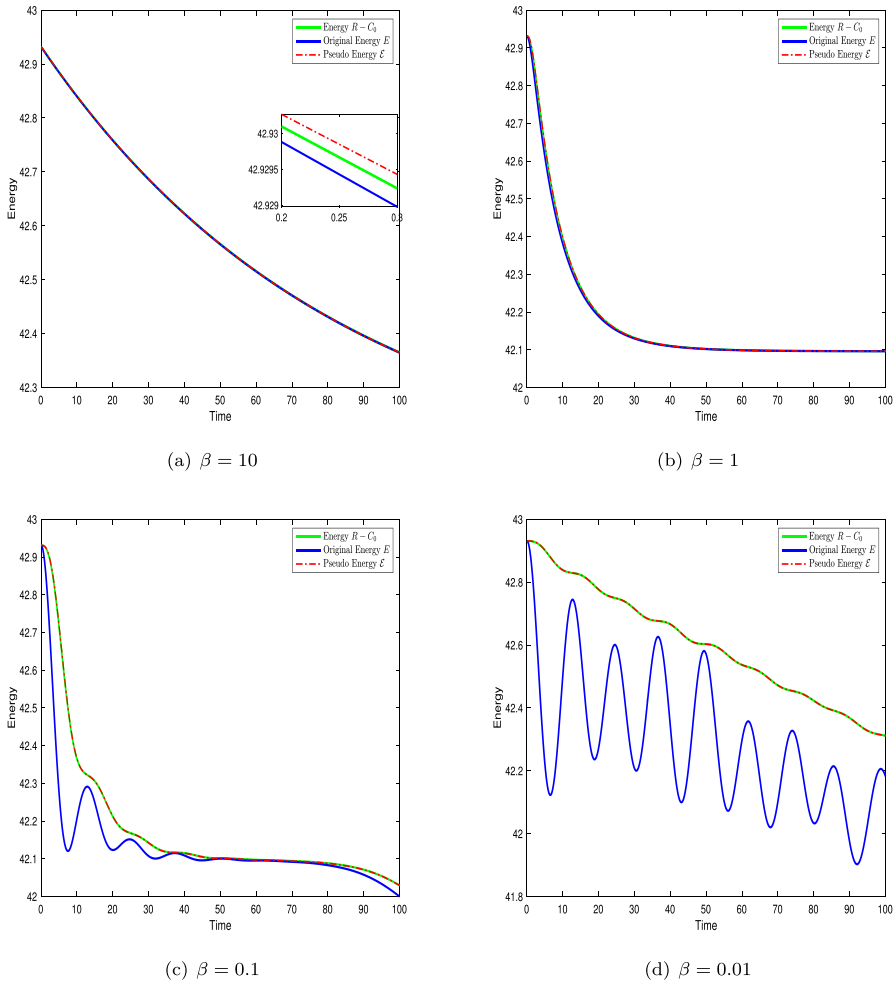 43
42.9
42.8
42.7
42.6
42.5
42.4
42.3
Energy
Energy R − C₀
Original Energy E
Pseudo Energy ℰ
42.93
42.9295
42.929
0.2 0.25 0.3
0 10 20 30 40 50 60 70 80 90 100
Time
(a) β = 10
43
42.9
42.8
42.7
42.6
42.5
42.4
42.3
42.2
42.1
42
Energy
Energy R − C₀
Original Energy E
Pseudo Energy ℰ
0 10 20 30 40 50 60 70 80 90 100
Time
(b) β = 1
43
42.9
42.8
42.7
42.6
42.5
42.4
42.3
42.2
42.1
42
Energy
Energy R − C₀
Original Energy E
Pseudo Energy ℰ
0 10 20 30 40 50 60 70 80 90 100
Time
(c) β = 0.1
43
42.8
42.6
42.4
42.2
42
41.8
Energy
Energy R − C₀
Original Energy E
Pseudo Energy ℰ
0 10 20 30 40 50 60 70 80 90 100
Time
(d) β = 0.01